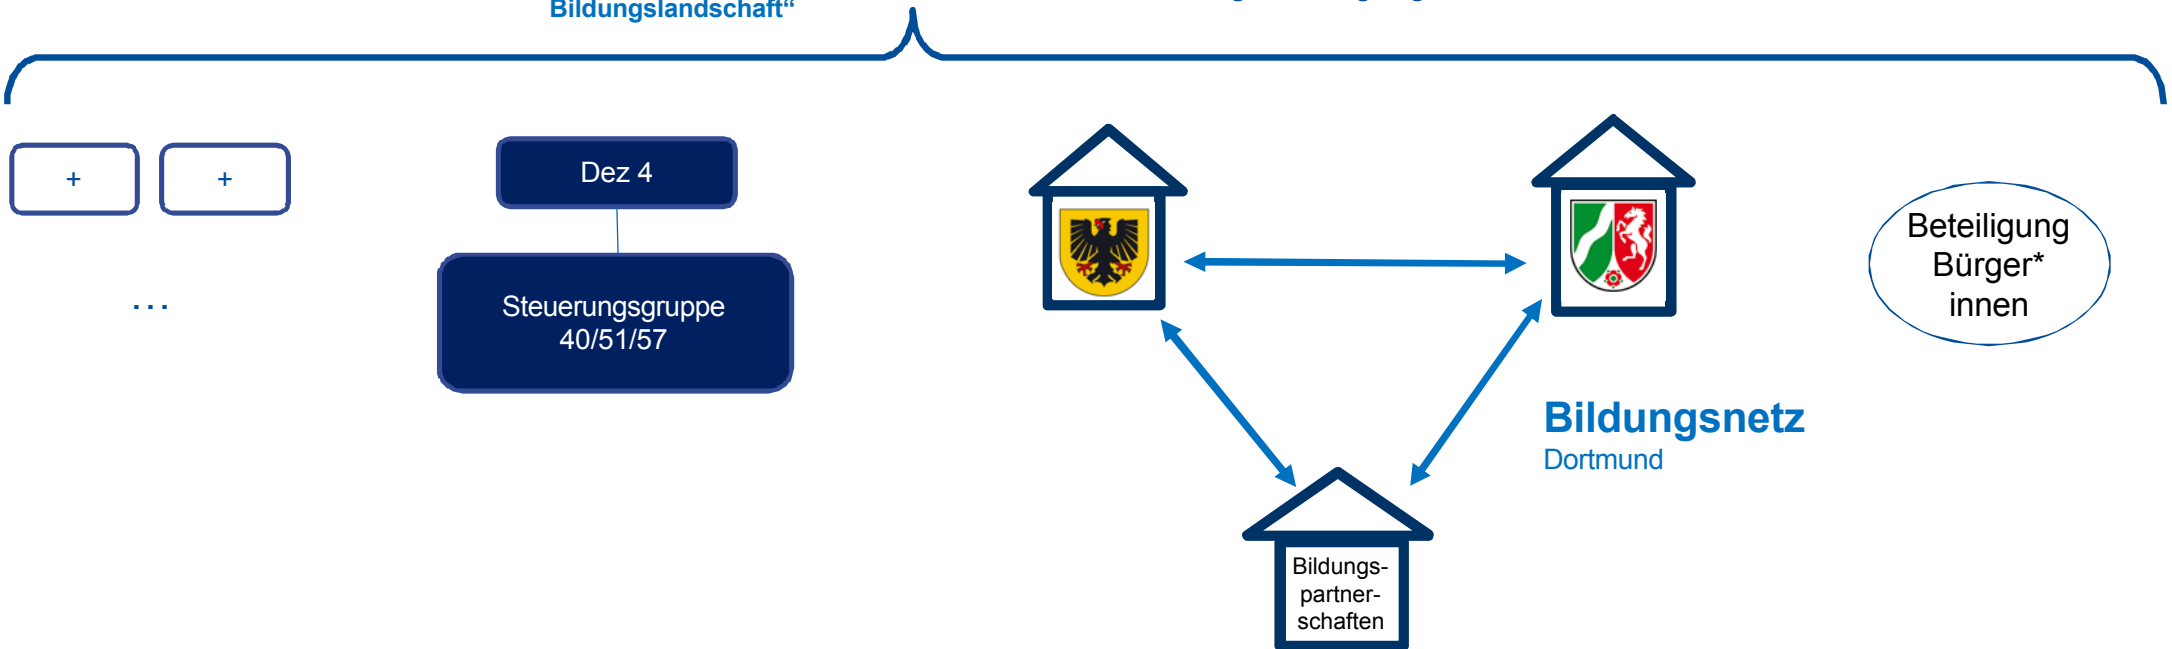 Bildungslandschaft“
+
+
...
Dez 4
Steuerungsgruppe
40/51/57
Beteiligung
Bürger*
innen
Bildungsnetz
Dortmund
Bildungs-
partner-
schaften